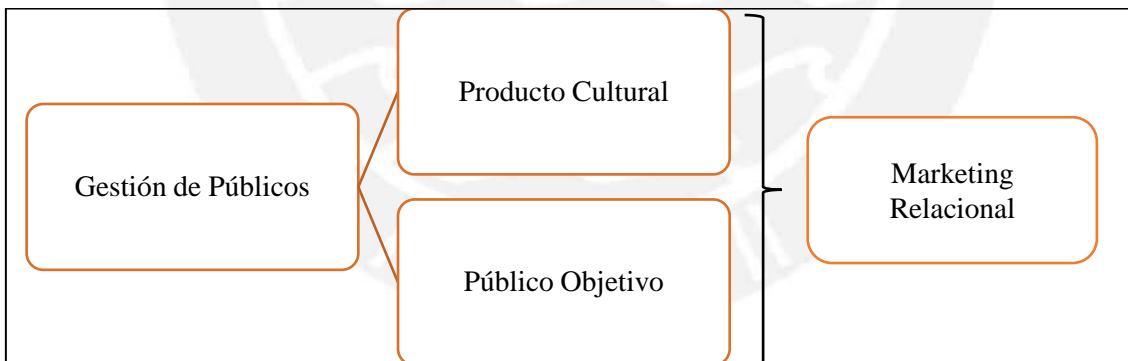 Gestión de Públicos
Producto Cultural
Público Objetivo
Marketing
Relacional